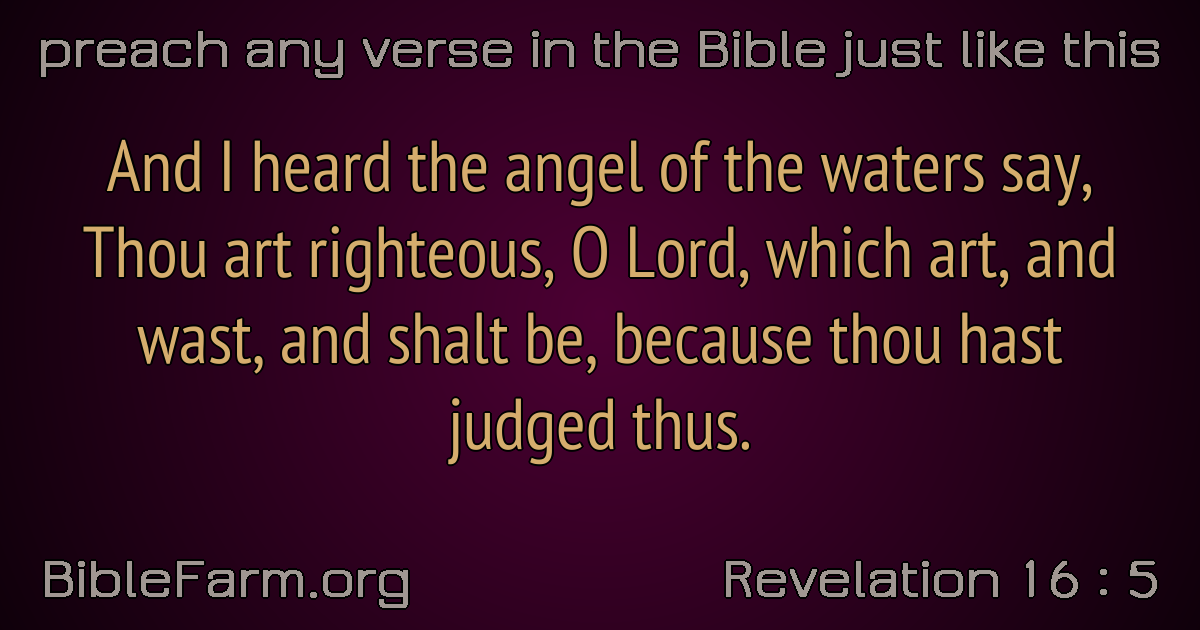 preach any verse in the Bible just like this
And I heard the angel of the waters say,
Thou art righteous, O Lord, which art, and
wast, and shalt be, because thou hast
judged thus.
BibleFarm.org
Revelation 16 : 5